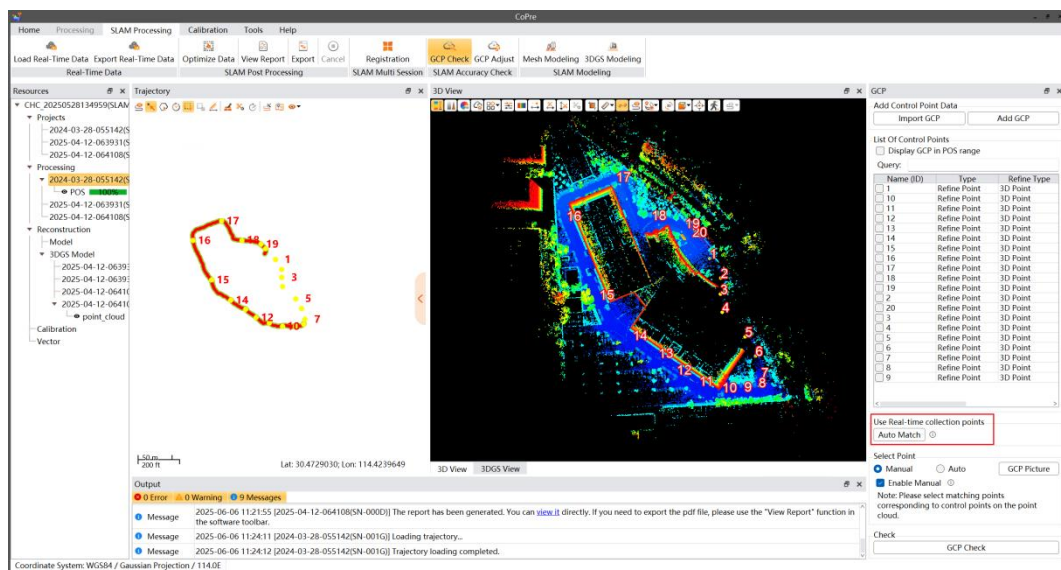 CoPre
Home Processing SLAM Processing Calibration Tools Help
Load Real-Time Data Export Real-Time Data Optimize Data View Report Export Cancel Registration GCP Check GCP Adjust Mesh Modeling 3DGS Modeling
Real-Time Data SLAM Post Processing SLAM Multi Session SLAM Accuracy Check SLAM Modeling
Resources
CHC_20250528134959(SLAM
Projects
2024-03-28-055142(S
2025-04-12-063931(S
2025-04-12-064108(S
Processing
2024-03-28-055142(S
POS 100%
2025-04-12-063931(S
2025-04-12-064108(S
Reconstruction
Model
3DGS Model
2025-04-12-0639
2025-04-12-0639
2025-04-12-0641
2025-04-12-0641
point_cloud
Calibration
Vector
Trajectory
17
16
18
19
1
3
15
14
5
12
10
7
50 m
200 ft
Lat: 30.4729030; Lon: 114.4239649
3D View
17
16
18
19
20
1
2
3
15
4
14
5
13
6
12
7
11
10
9
8
3D View 3DGS View
GCP
Add Control Point Data
Import GCP Add GCP
List Of Control Points
Display GCP in POS range
Query:
Name (ID) Type Refine Type
1 Refine Point 3D Point
10 Refine Point 3D Point
11 Refine Point 3D Point
12 Refine Point 3D Point
13 Refine Point 3D Point
14 Refine Point 3D Point
15 Refine Point 3D Point
16 Refine Point 3D Point
17 Refine Point 3D Point
18 Refine Point 3D Point
19 Refine Point 3D Point
2 Refine Point 3D Point
20 Refine Point 3D Point
3 Refine Point 3D Point
4 Refine Point 3D Point
5 Refine Point 3D Point
6 Refine Point 3D Point
7 Refine Point 3D Point
8 Refine Point 3D Point
9 Refine Point 3D Point
Use Real-time collection points
Auto Match
Select Point
Manual Auto GCP Picture
Enable Manual
Note: Please select matching points
corresponding to control points on the point
cloud.
Check
GCP Check
Output
0 Error 0 Warning 9 Messages
Message 2025-06-06 11:21:55 [2025-04-12-064108(SN-000D)] The report has been generated. You can view it directly. If you need to export the pdf file, please use the "View Report" function in
the software toolbar.
Message 2025-06-06 11:24:11 [2024-03-28-055142(SN-001G)] Loading trajectory...
Message 2025-06-06 11:24:12 [2024-03-28-055142(SN-001G)] Trajectory loading completed.
Coordinate System: WGS84 / Gaussian Projection / 114.0E